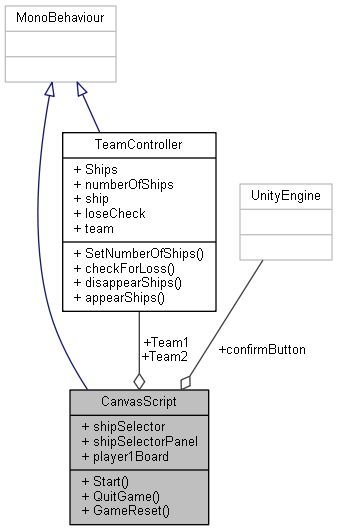 MonoBehaviour
TeamController
+ Ships
+ numberOfShips
+ ship
+ loseCheck
+ team
+ SetNumberOfShips()
+ checkForLoss()
+ disappearShips()
+ appearShips()
UnityEngine
+Team1
+Team2
+confirmButton
CanvasScript
+ shipSelector
+ shipSelectorPanel
+ player1Board
+ Start()
+ QuitGame()
+ GameReset()